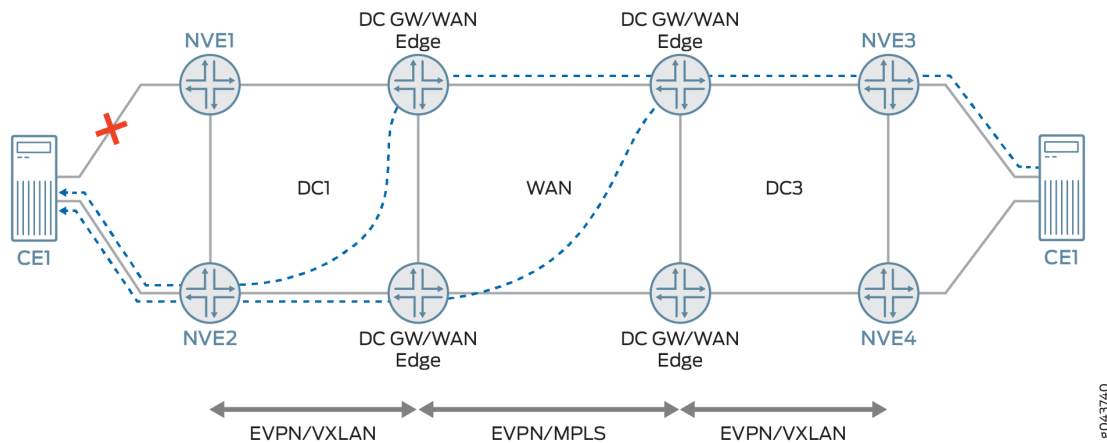 DC GW/WAN
Edge
DC GW/WAN
Edge
NVE1
NVE3
DC1
WAN
DC3
CE1
CE1
NVE2
DC GW/WAN
Edge
DC GW/WAN
Edge
NVE4
EVPN/VXLAN
EVPN/MPLS
EVPN/VXLAN
g043740